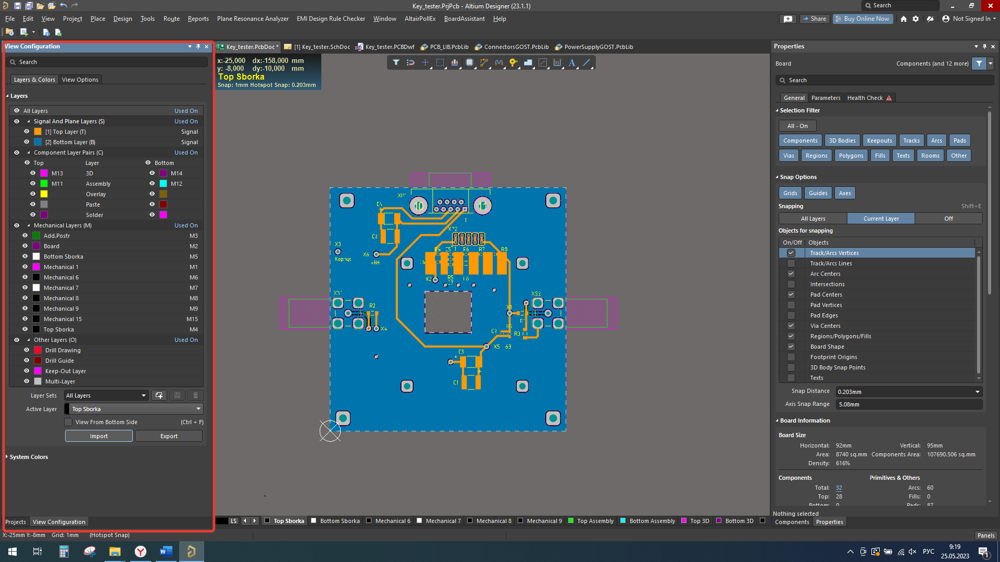 Key_tester.PrjPcb - Altium Designer (23.1.1)
Search
File Edit View Project Place Design Tools Route Reports Plane Resonance Analyzer EMI Design Rule Checker Window AltairPollEx BoardAssistant Help
Share Buy Online Now Not Signed In
View Configuration
Search
Layers & Colors View Options
Layers
All Layers Used On
Signal And Plane Layers (S) Used On
[1] Top Layer (T) Signal
[2] Bottom Layer (B) Signal
Component Layer Pairs (C) Used On
Top Layer Bottom
M13 3D M14
M11 Assembly M12
Overlay
Paste
Solder
Mechanical Layers (M) Used On
Add.Postr M3
Board M2
Bottom Sborka M5
Mechanical 1 M1
Mechanical 6 M6
Mechanical 7 M7
Mechanical 8 M8
Mechanical 9 M9
Mechanical 15 M15
Top Sborka M4
Other Layers (O) Used On
Drill Drawing
Drill Guide
Keep-Out Layer
Multi-Layer
Layer Sets All Layers
Active Layer Top Sborka
View From Bottom Side (Ctrl + F)
Import Export
System Colors
Projects View Configuration
X:-25mm Y:-8mm Grid: 1mm (Hotspot Snap)
Key_tester.PcbDoc * [1] Key_tester.SchDoc Key_tester.PCBDwf PCB_LIB.PcbLib ConnectorsGOST.PcbLib PowerSupplyGOST.PcbLib
x:-25,000 dx:-158,000 mm
y: -8,000 dy:-10,000 mm
Top Sborka
Snap: 1mm Hotspot Snap: 0.203mm
10 11
1
C2
X3
Корпус
X6
R4 R6 R7 R8
1
X2
R5
XS1 XS2
R2
X4
X1
R3
X5
C3
C1
LS Top Sborka Bottom Sborka Mechanical 6 Mechanical 7 Mechanical 8 Mechanical 9 Top Assembly Bottom Assembly Top 3D Bottom 3D
Properties
Board Components (and 12 more)
Search
General Parameters Health Check
Selection Filter
All - On
Components 3D Bodies Keepouts Tracks Arcs Pads
Vias Regions Polygons Fills Texts Rooms Other
Snap Options
Grids Guides Axes
Snapping Shift+E
All Layers Current Layer Off
Objects for snapping
On/Off Objects
Track/Arcs Vertices
Track/Arcs Lines
Arc Centers
Intersections
Pad Centers
Pad Vertices
Pad Edges
Via Centers
Regions/Polygons/Fills
Board Shape
Footprint Origins
3D Body Snap Points
Texts
Snap Distance 0.203mm
Axis Snap Range 5.08mm
Board Information
Board Size
Horizontal: 92mm Vertical: 95mm
Area: 8740 sq.mm Components Area: 107690.506 sq.mm
Density: 616%
Components Primitives & Others
Total: 32 Arcs: 60
Top: 28 Fills: 0
Bottom: 0 Pads: 87
Nothing selected
Components Properties
Panels
РУС
9:19
25.05.2023
1